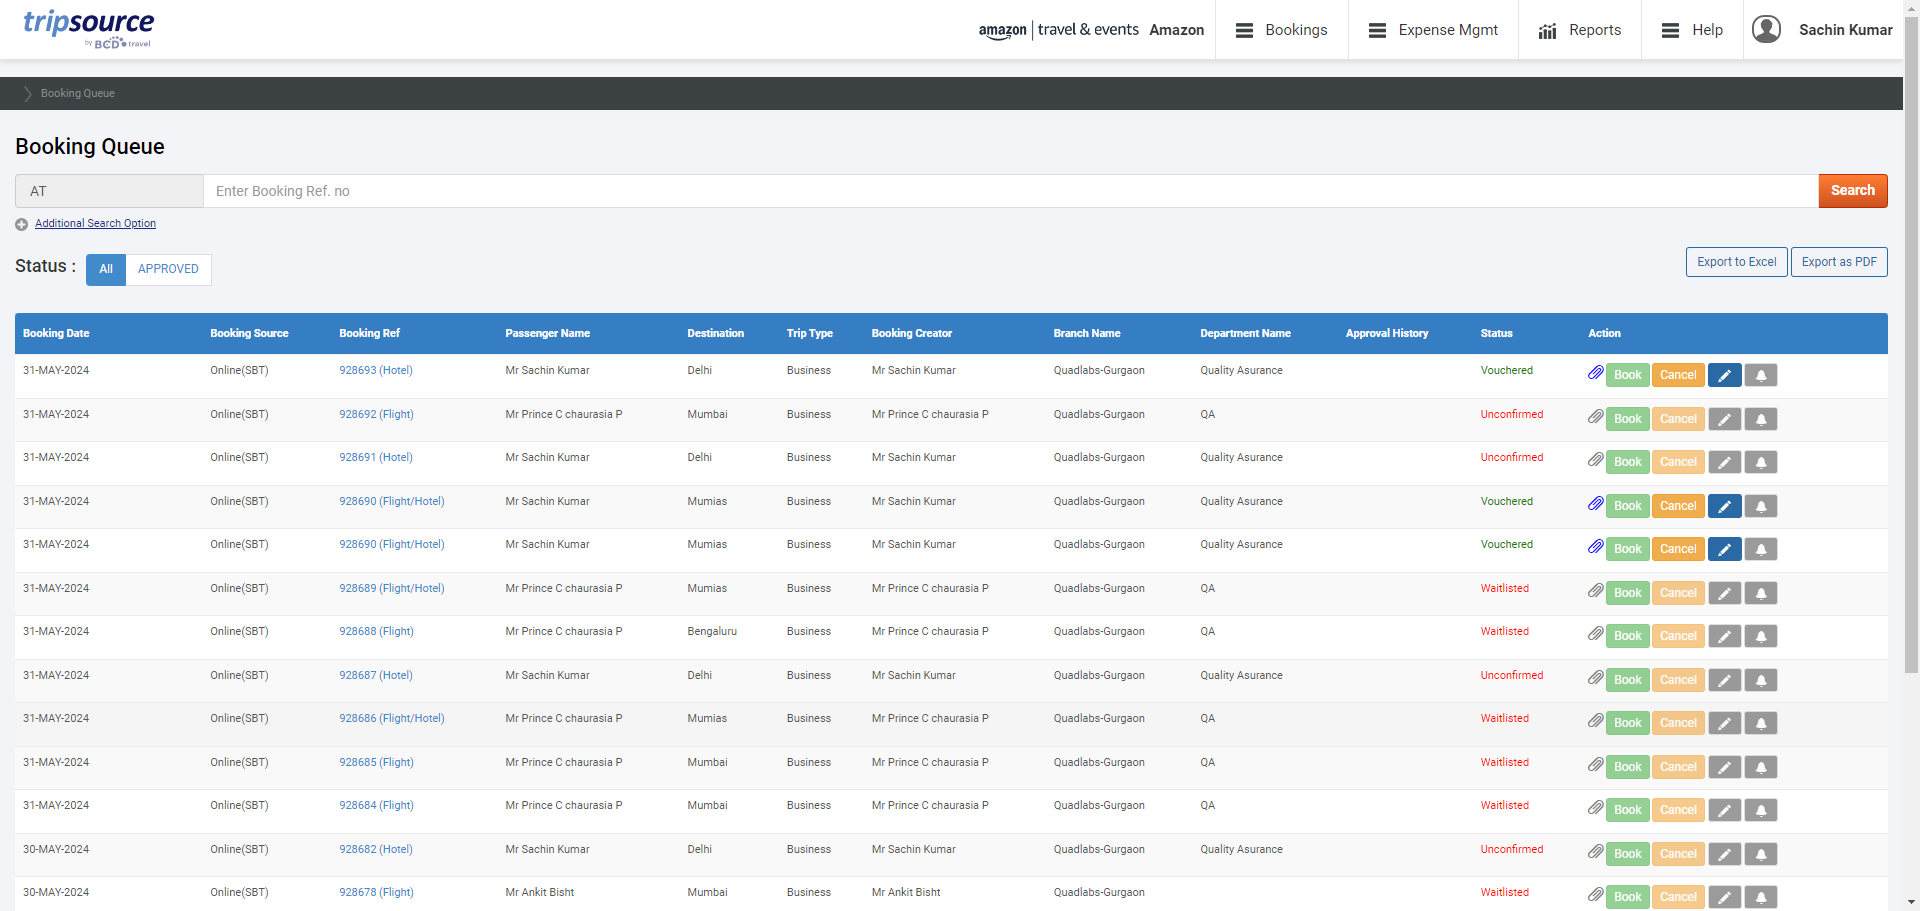 tripsource
by BCD travel
amazon | travel & events Amazon Bookings Expense Mgmt Reports Help Sachin Kumar
Booking Queue
Booking Queue
AT Enter Booking Ref. no Search
Additional Search Option
Status : All APPROVED Export to Excel Export as PDF
Booking Date Booking Source Booking Ref Passenger Name Destination Trip Type Booking Creator Branch Name Department Name Approval History Status Action
31-MAY-2024 Online(SBT) 928693 (Hotel) Mr Sachin Kumar Delhi Business Mr Sachin Kumar Quadlabs-Gurgaon Quality Asurance Vouchered Book Cancel
31-MAY-2024 Online(SBT) 928692 (Flight) Mr Prince C chaurasia P Mumbai Business Mr Prince C chaurasia P Quadlabs-Gurgaon QA Unconfirmed Book Cancel
31-MAY-2024 Online(SBT) 928691 (Hotel) Mr Sachin Kumar Delhi Business Mr Sachin Kumar Quadlabs-Gurgaon Quality Asurance Unconfirmed Book Cancel
31-MAY-2024 Online(SBT) 928690 (Flight/Hotel) Mr Sachin Kumar Mumias Business Mr Sachin Kumar Quadlabs-Gurgaon Quality Asurance Vouchered Book Cancel
31-MAY-2024 Online(SBT) 928690 (Flight/Hotel) Mr Sachin Kumar Mumias Business Mr Sachin Kumar Quadlabs-Gurgaon Quality Asurance Vouchered Book Cancel
31-MAY-2024 Online(SBT) 928689 (Flight/Hotel) Mr Prince C chaurasia P Mumias Business Mr Prince C chaurasia P Quadlabs-Gurgaon QA Waitlisted Book Cancel
31-MAY-2024 Online(SBT) 928688 (Flight) Mr Prince C chaurasia P Bengaluru Business Mr Prince C chaurasia P Quadlabs-Gurgaon QA Waitlisted Book Cancel
31-MAY-2024 Online(SBT) 928687 (Hotel) Mr Sachin Kumar Delhi Business Mr Sachin Kumar Quadlabs-Gurgaon Quality Asurance Unconfirmed Book Cancel
31-MAY-2024 Online(SBT) 928686 (Flight/Hotel) Mr Prince C chaurasia P Mumias Business Mr Prince C chaurasia P Quadlabs-Gurgaon QA Waitlisted Book Cancel
31-MAY-2024 Online(SBT) 928685 (Flight) Mr Prince C chaurasia P Mumbai Business Mr Prince C chaurasia P Quadlabs-Gurgaon QA Waitlisted Book Cancel
31-MAY-2024 Online(SBT) 928684 (Flight) Mr Prince C chaurasia P Mumbai Business Mr Prince C chaurasia P Quadlabs-Gurgaon QA Waitlisted Book Cancel
30-MAY-2024 Online(SBT) 928682 (Hotel) Mr Sachin Kumar Delhi Business Mr Sachin Kumar Quadlabs-Gurgaon Quality Asurance Unconfirmed Book Cancel
30-MAY-2024 Online(SBT) 928678 (Flight) Mr Ankit Bisht Mumbai Business Mr Ankit Bisht Quadlabs-Gurgaon Waitlisted Book Cancel